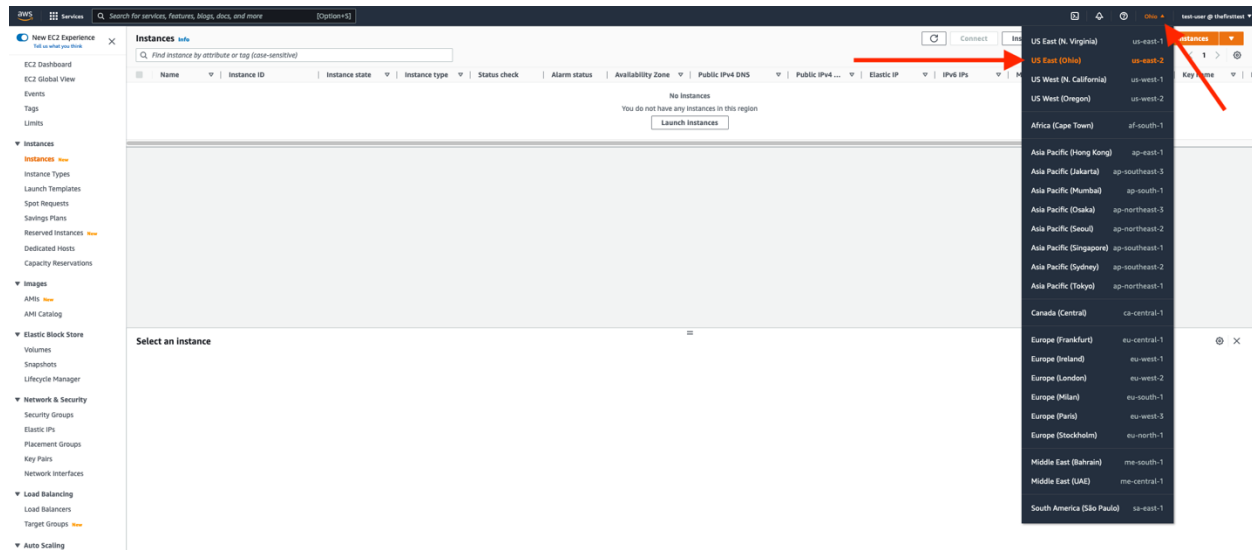 aws Services Search for services, features, blogs, docs, and more [Option+S] Ohio test-user @ thefirsttest
New EC2 Experience
Tell us what you think
EC2 Dashboard
EC2 Global View
Events
Tags
Limits
Instances
Instances New
Instance Types
Launch Templates
Spot Requests
Savings Plans
Reserved Instances New
Dedicated Hosts
Capacity Reservations
Images
AMIs New
AMI Catalog
Elastic Block Store
Volumes
Snapshots
Lifecycle Manager
Network & Security
Security Groups
Elastic IPs
Placement Groups
Key Pairs
Network Interfaces
Load Balancing
Load Balancers
Target Groups New
Auto Scaling
Instances Info Connect Ins instances
Find instance by attribute or tag (case-sensitive) 1
Name Instance ID Instance state Instance type Status check Alarm status Availability Zone Public IPv4 DNS Public IPv4 ... Elastic IP IPv6 IPs M Key name
No instances
You do not have any instances in this region
Launch instances
Select an instance
US East (N. Virginia) us-east-1
US East (Ohio) us-east-2
US West (N. California) us-west-1
US West (Oregon) us-west-2
Africa (Cape Town) af-south-1
Asia Pacific (Hong Kong) ap-east-1
Asia Pacific (Jakarta) ap-southeast-3
Asia Pacific (Mumbai) ap-south-1
Asia Pacific (Osaka) ap-northeast-3
Asia Pacific (Seoul) ap-northeast-2
Asia Pacific (Singapore) ap-southeast-1
Asia Pacific (Sydney) ap-southeast-2
Asia Pacific (Tokyo) ap-northeast-1
Canada (Central) ca-central-1
Europe (Frankfurt) eu-central-1
Europe (Ireland) eu-west-1
Europe (London) eu-west-2
Europe (Milan) eu-south-1
Europe (Paris) eu-west-3
Europe (Stockholm) eu-north-1
Middle East (Bahrain) me-south-1
Middle East (UAE) me-central-1
South America (São Paulo) sa-east-1